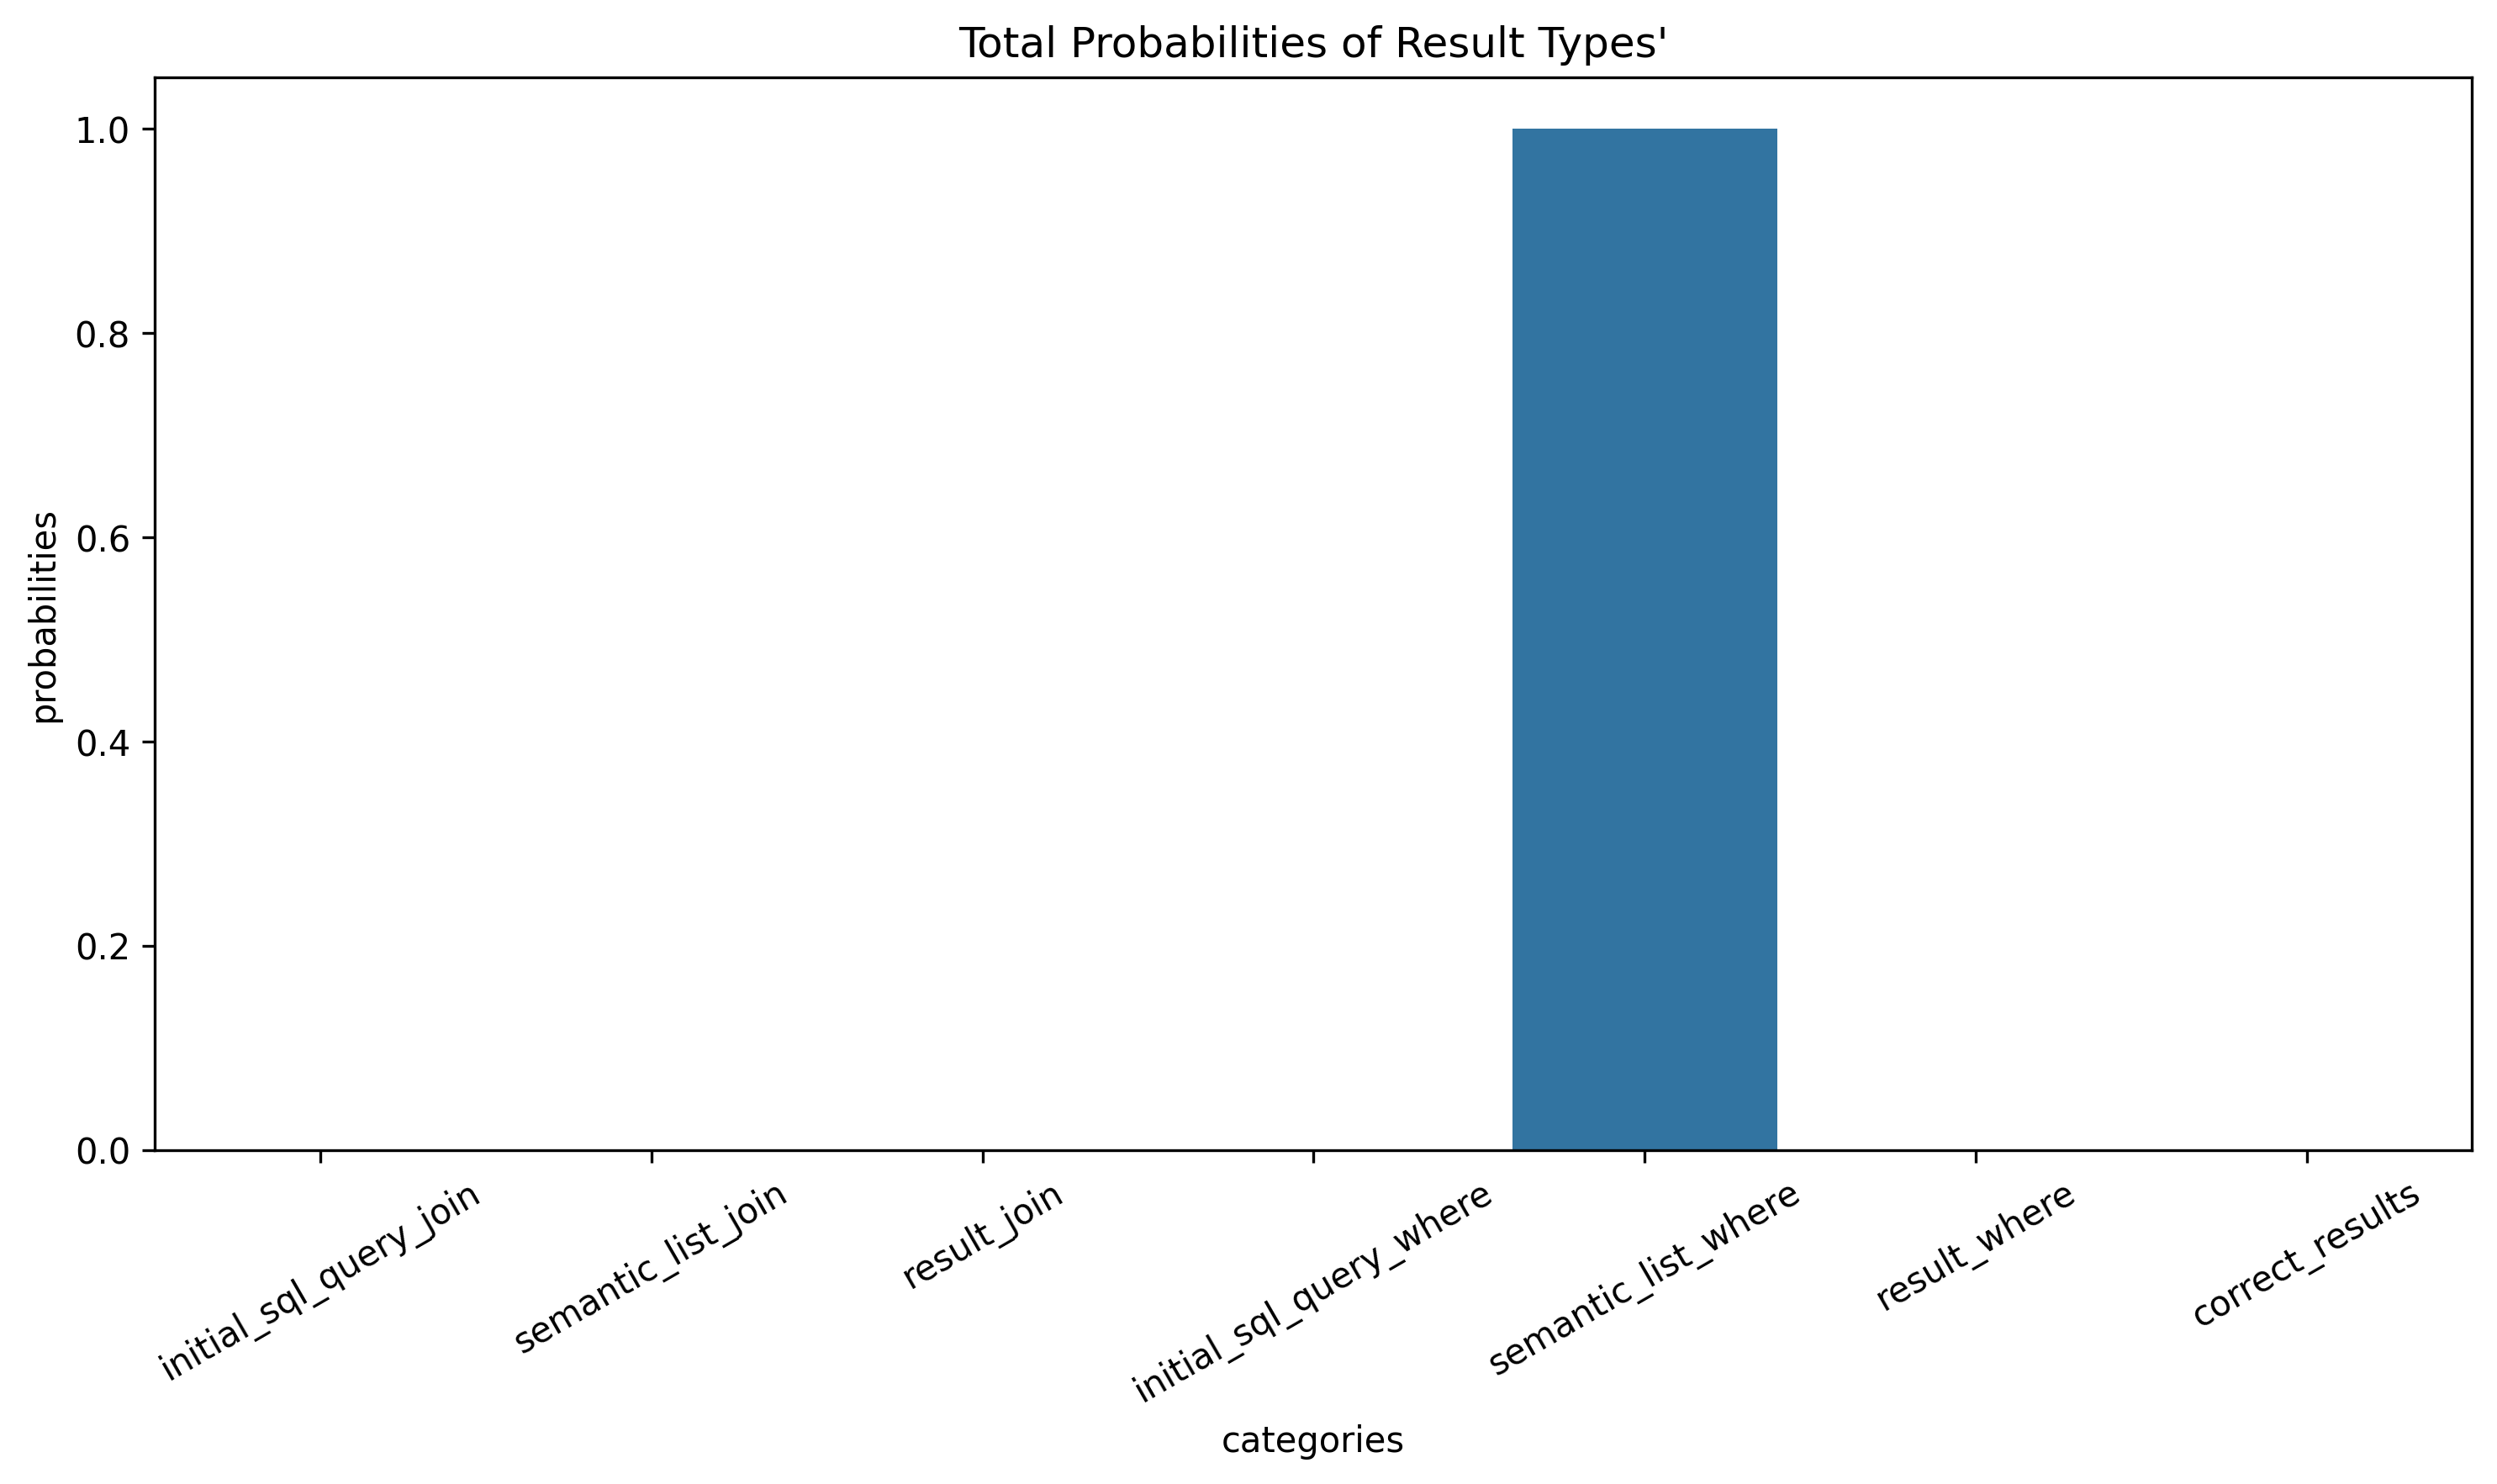 Total Probabilities of Result Types'
probabilities
1.0
0.8
0.6
0.4
0.2
0.0
initial_sql_query_join
semantic_list_join
result_join
initial_sql_query_where
semantic_list_where
result_where
correct_results
categories